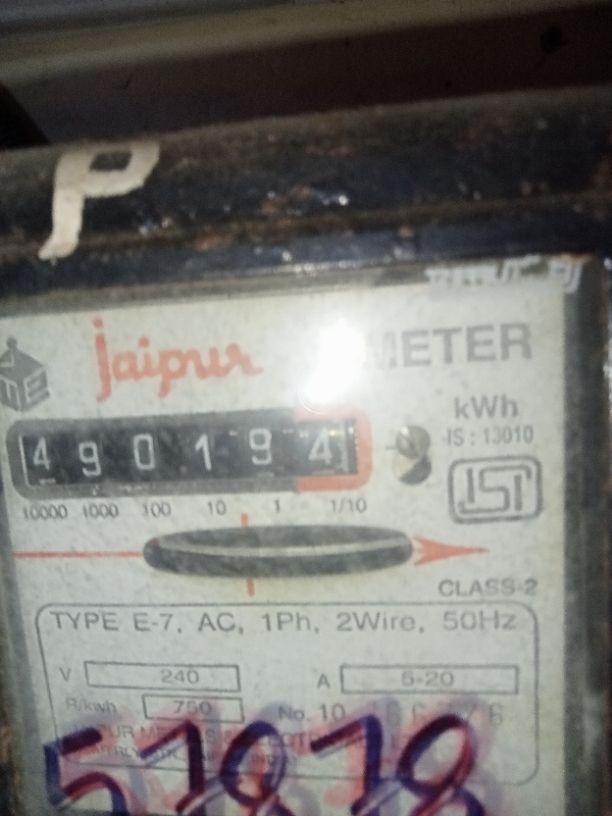 P
Jaipur METER
kWh
IS : 13010
4 9 0 1 9 4
10000 1000 100 10 1 1/10
ISI
CLASS-2
TYPE E-7, AC, 1Ph, 2Wire, 50Hz
V 240 A 5-20
R/kwh 750 No. 10
57878